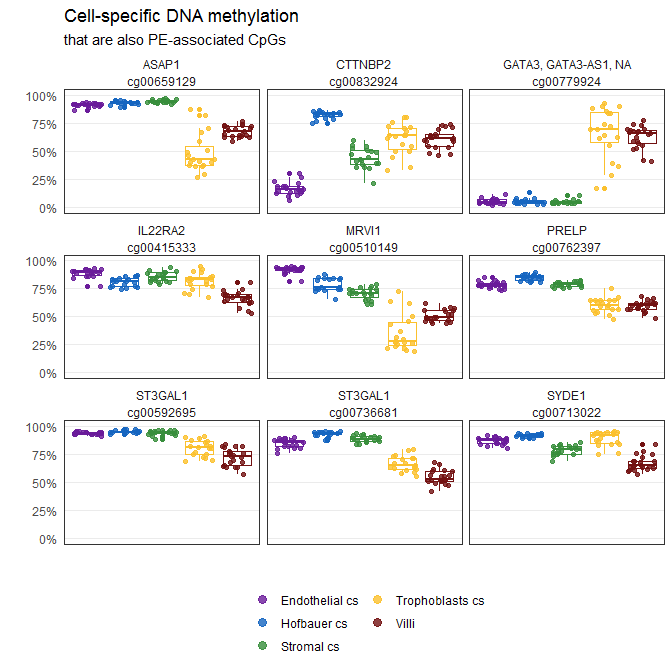 Cell-specific DNA methylation
that are also PE-associated CpGs
ASAP1
cg00659129
CTTNBP2
cg00832924
GATA3, GATA3-AS1, NA
cg00779924
100%
75%
50%
25%
0%
IL22RA2
cg00415333
MRVI1
cg00510149
PRELP
cg00762397
100%
75%
50%
25%
0%
ST3GAL1
cg00592695
ST3GAL1
cg00736681
SYDE1
cg00713022
100%
75%
50%
25%
0%
Endothelial cs
Hofbauer cs
Stromal cs
Trophoblasts cs
Villi